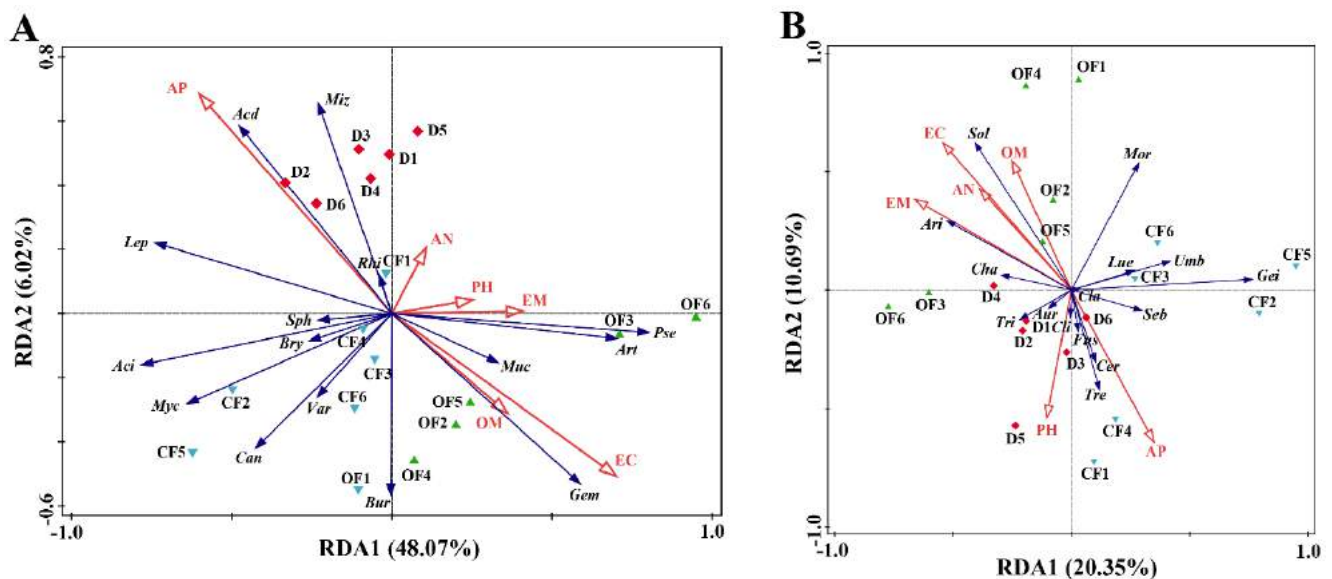 A
B
0.8
AP
Acd
Miz
D3
D5
D1
D2
D4
D6
Lep
AN
Rhi
CF1
PH
EM
OF6
OF3
Sph
Pse
CF4
Art
Bry
Aci
CF3
Muc
Myc
CF2
Var
CF6
OF5
OM
OF2
CF5
Can
EC
OF1
OF4
Gem
Bur
-0.6
-1.0
1.0
RDA1 (48.07%)
RDA2 (6.02%)
1.0
OF4
OF1
EC
Sol
OM
Mor
AN
OF2
EM
Ari
OF5
CF6
CF5
Cha
Lue
Umb
CF3
Gei
D4
OF3
Cla
CF2
OF6
Tri
Aur
D6
Seb
D1
Cli
D2
Fus
D3
Cer
Tre
PH
CF4
D5
AP
CF1
-1.0
-1.0
1.0
RDA1 (20.35%)
RDA2 (10.69%)